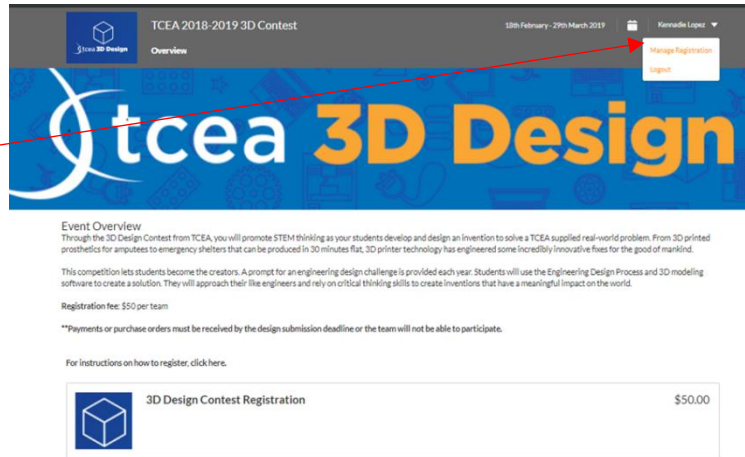 TCEA 2018-2019 3D Contest
18th February - 29th March 2019
Kennadie Lopez
tcea 3D Design
Overview
Manage Registration
Logout
tcea 3D Design
Event Overview
Through the 3D Design Contest from TCEA, you will promote STEM thinking as your students develop and design an invention to solve a TCEA supplied real-world problem. From 3D printed
prosthetics for amputees to emergency shelters that can be produced in 30 minutes flat, 3D printer technology has engineered some incredibly innovative fixes for the good of mankind.
This competition lets students become the creators. A prompt for an engineering design challenge is provided each year. Students will use the Engineering Design Process and 3D modeling
software to create a solution. They will approach their like engineers and rely on critical thinking skills to create inventions that have a meaningful impact on the world.
Registration fee: $50 per team
**Payments or purchase orders must be received by the design submission deadline or the team will not be able to participate.
For instructions on how to register, click here.
3D Design Contest Registration
$50.00